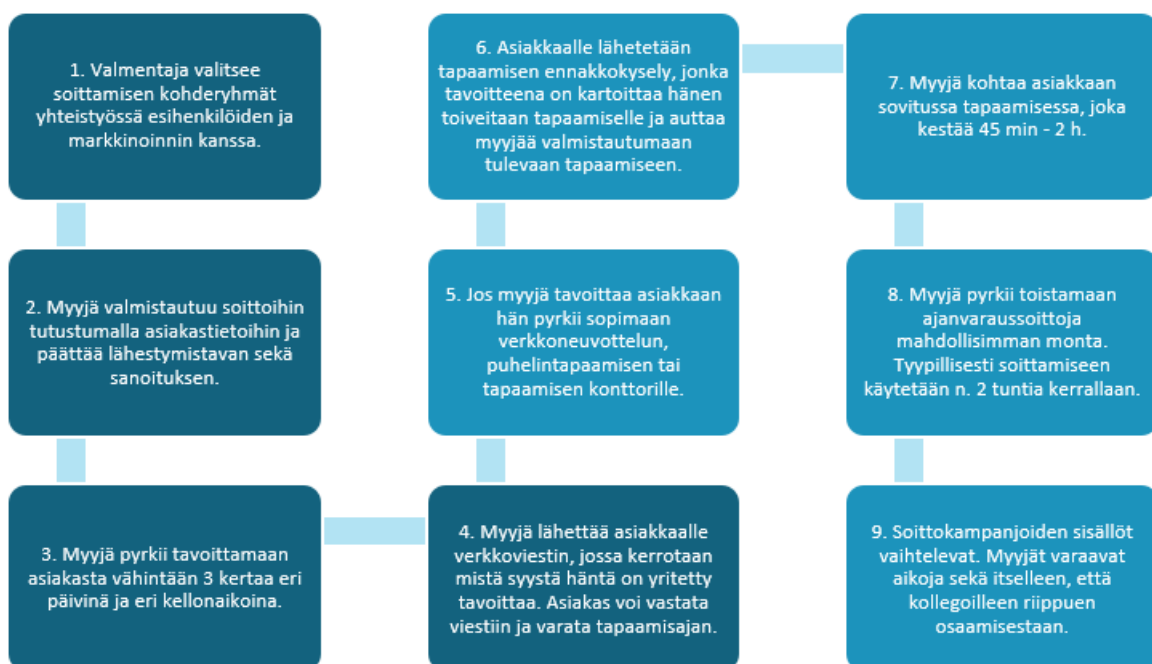 1. Valmentaja valitsee
soittamisen kohderyhmät
yhteistyössä esihenkilöiden ja
markkinoinnin kanssa.
2. Myyjä valmistautuu soittoihin
tutustumalla asiakastietoihin ja
päättää lähestymistavan sekä
sanoituksen.
3. Myyjä pyrkii tavoittamaan
asiakasta vähintään 3 kertaa eri
päivinä ja eri kellonaikoina.
4. Myyjä lähettää asiakkaalle
verkkoviestin, jossa kerrotaan
mistä syystä häntä on yritetty
tavoittaa. Asiakas voi vastata
viestiin ja varata tapaamisajan.
5. Jos myyjä tavoittaa asiakkaan
hän pyrkii sopimaan
verkkoneuvottelun,
puhelintapaamisen tai
tapaamisen konttorille.
6. Asiakkaalle lähetetään
tapaamisen ennakkokysely, jonka
tavoitteena on kartoittaa hänen
toiveitaan tapaamiselle ja auttaa
myyjää valmistautumaan
tulevaan tapaamiseen.
7. Myyjä kohtaa asiakkaan
sovitussa tapaamisessa, joka
kestää 45 min - 2 h.
8. Myyjä pyrkii toistamaan
ajanvaraussoittoja
mahdollisimman monta.
Tyypillisesti soittamiseen
käytetään n. 2 tuntia kerrallaan.
9. Soittokampanjoiden sisällöt
vaihtelevat. Myyjät varaavat
aikoja sekä itselleen, että
kollegoilleen riippuen
osaamisestaan.